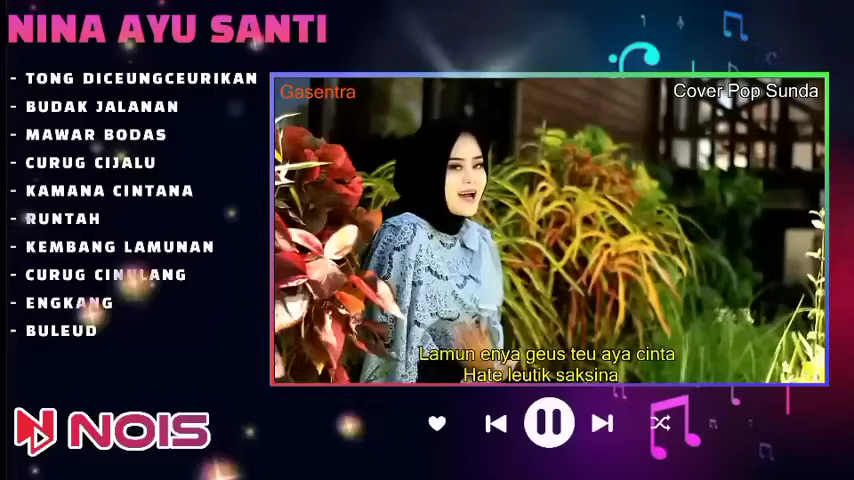 NINA AYU SANTI
- TONG DICEUNGCEURIKAN
- BUDAK JALANAN
- MAWAR BODAS
- CURUG CIJALU
- KAMANA CINTANA
- RUNTAH
- KEMBANG LAMUNAN
- CURUG CINULANG
- ENGKANG
- BULEUD
Gasentra
Cover Pop Sunda
Lamun enya geus teu aya cinta
Hate leutik saksina
NOIS